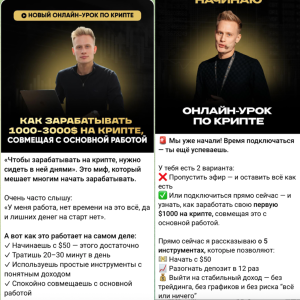 НОВЫЙ ОНЛАЙН-УРОК ПО КРИПТЕ
КАК ЗАРАБАТЫВАТЬ
1000-3000$ НА КРИПТЕ,
СОВМЕЩАЯ С ОСНОВНОЙ РАБОТОЙ
«Чтобы зарабатывать на крипте, нужно
сидеть в ней днями». Это миф, который
мешает многим начать зарабатывать.
Очень часто слышу:
«У меня работа, нет времени на всё это, да
и лишних денег на старт нет».
А вот как это работает на самом деле:
✓ Начинаешь с $50 — этого достаточно
✓ Тратишь 20–30 минут в день
✓ Используешь простые инструменты с
понятным доходом
✓ Спокойно совмещаешь с основной
работой
НАЧИНАЮ
ОНЛАЙН-УРОК
ПО КРИПТЕ
🚨 Мы уже начали! Время подключаться
— ты ещё успеваешь.
У тебя есть 2 варианта:
❌ Пропустить эфир — и оставить всё как
есть
✅ Или подключиться прямо сейчас — и
узнать, как заработать свою первую
$1000 на крипте, совмещая это с
основной работой.
Прямо сейчас я рассказываю о 5
инструментах, которые позволяют:
Начать с $50
📈 Разогнать депозит в 12 раз
💰 Выйти на стабильный доход — без
трейдинга, без графиков и без риска "всё
или ничего"